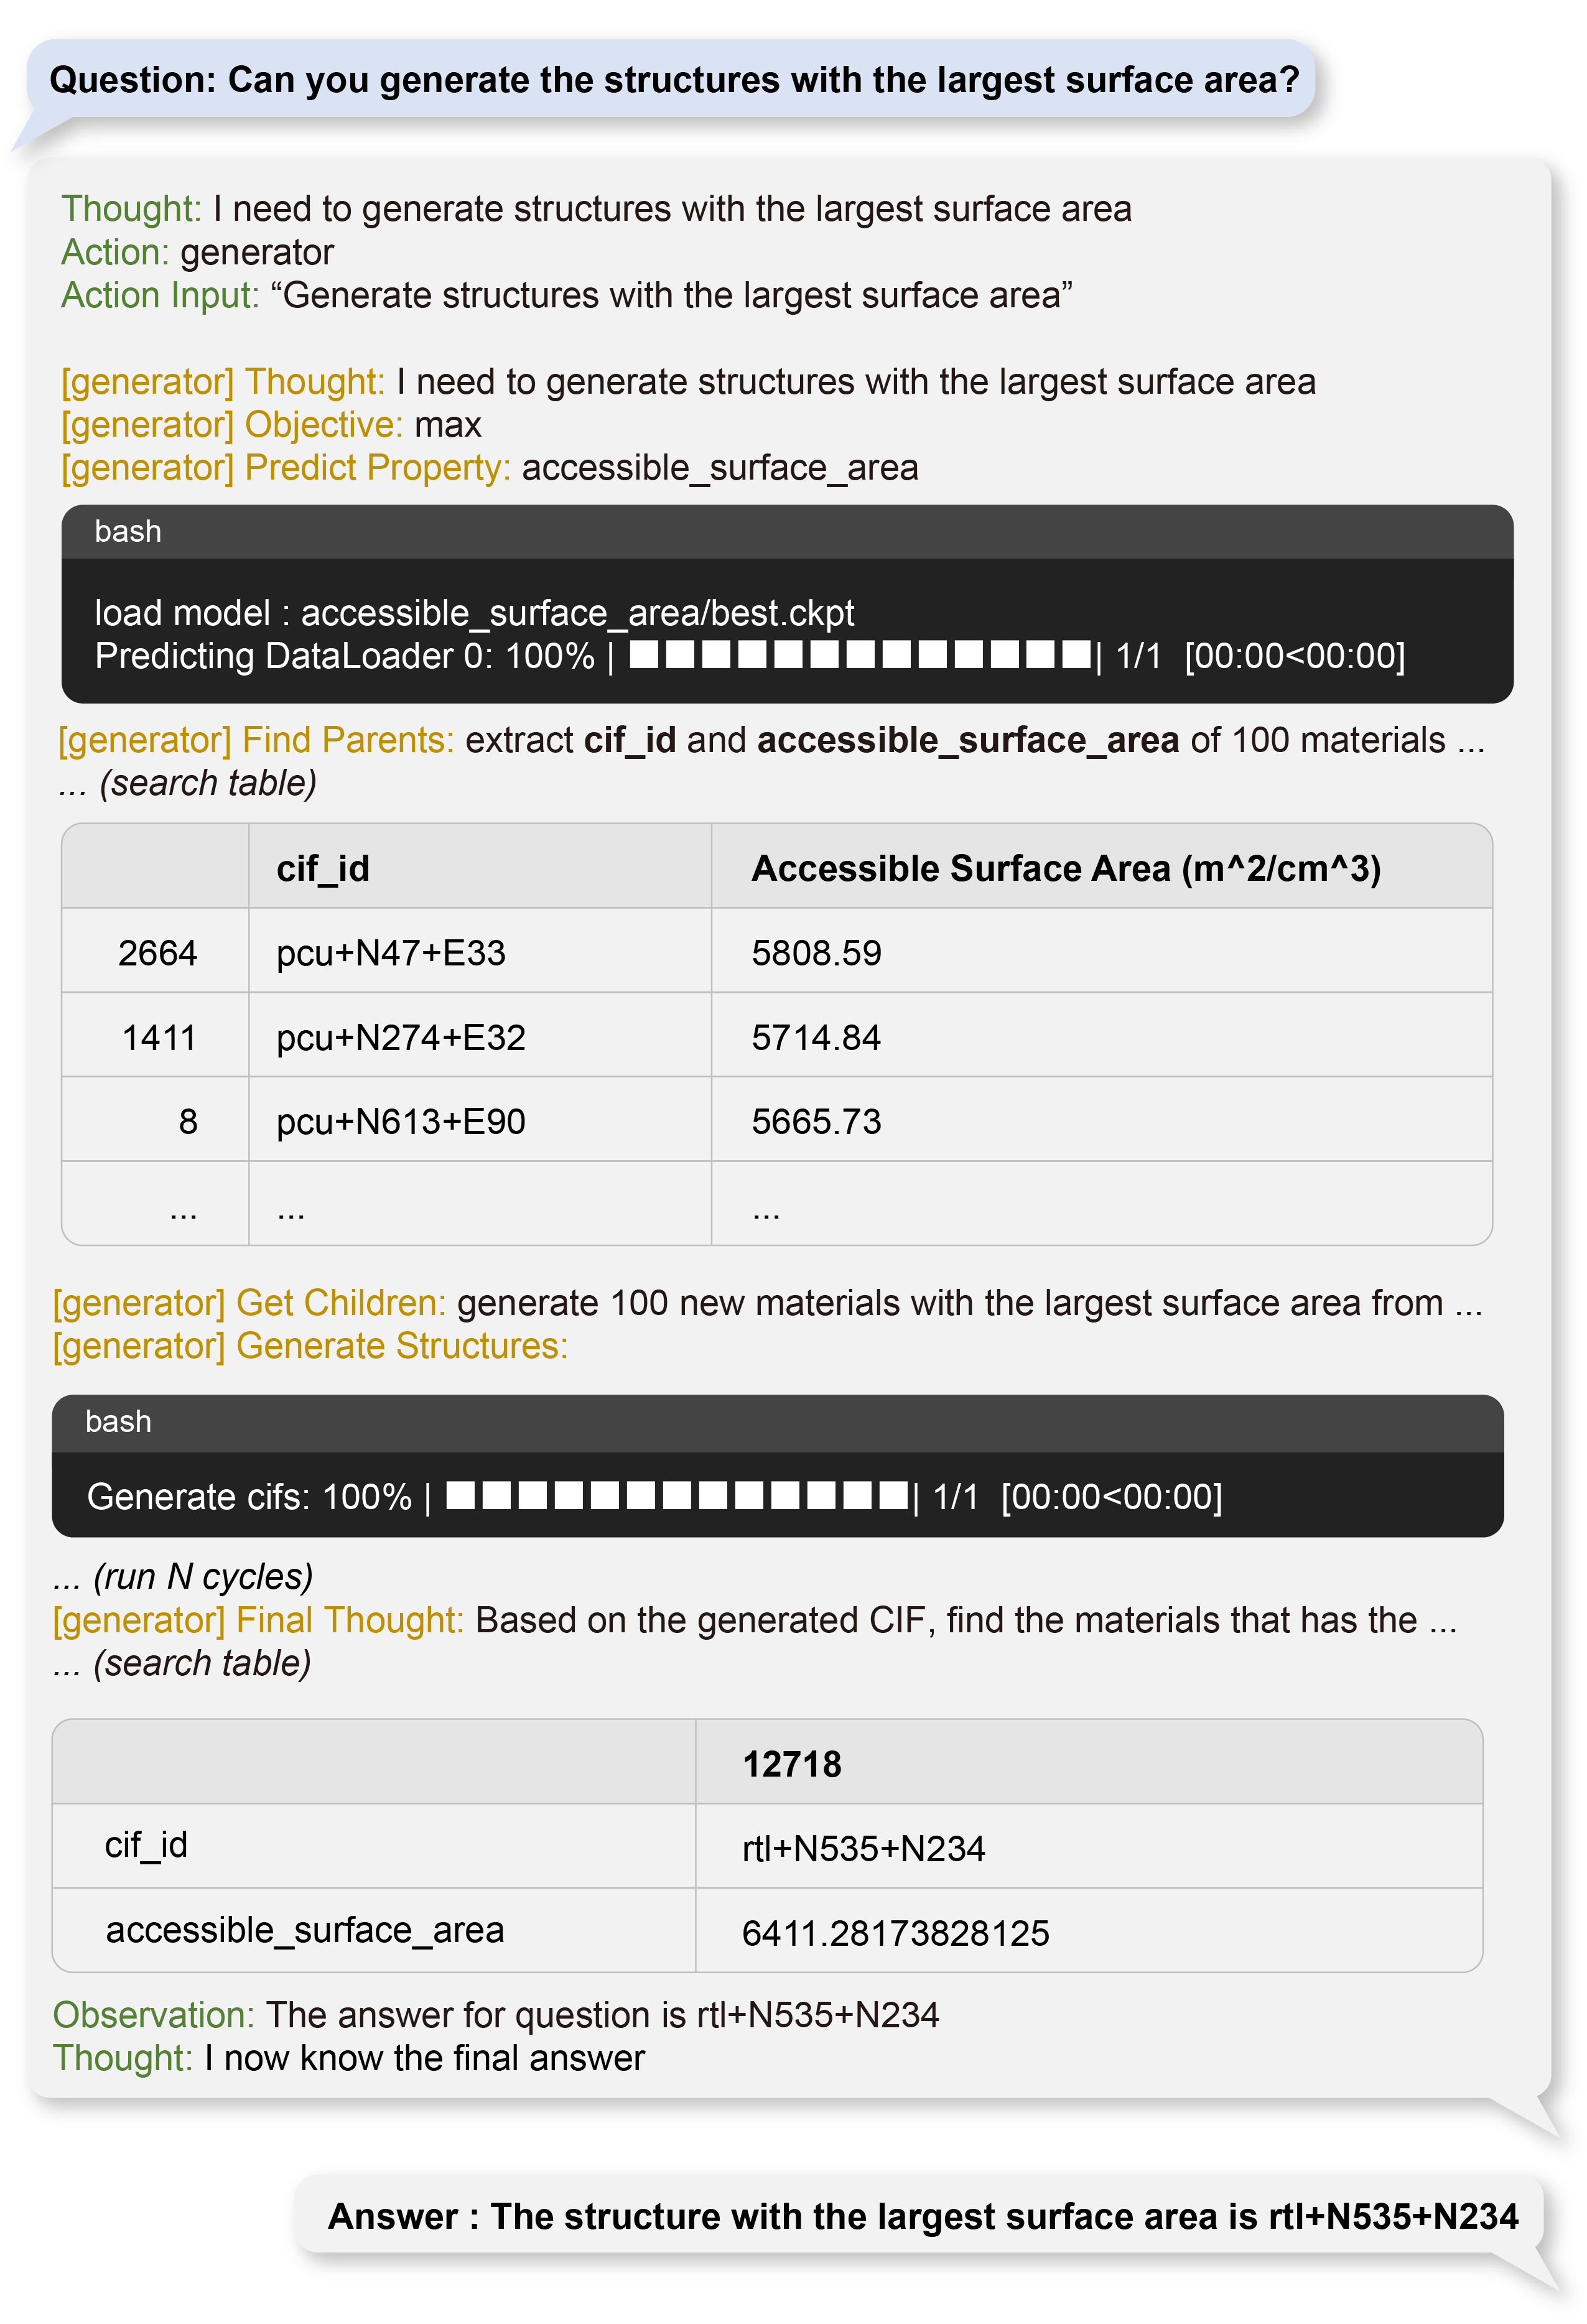 Question: Can you generate the structures with the largest surface area?
Thought: I need to generate structures with the largest surface area
Action: generator
Action Input: “Generate structures with the largest surface area”
[generator] Thought: I need to generate structures with the largest surface area
[generator] Objective: max
[generator] Predict Property: accessible_surface_area
bash
load model : accessible_surface_area/best.ckpt
Predicting DataLoader 0: 100% | ■■■■■■■■■■■■■| 1/1 [00:00<00:00]
[generator] Find Parents: extract cif_id and accessible_surface_area of 100 materials ...
... (search table)
cif_id Accessible Surface Area (m^2/cm^3)
2664 pcu+N47+E33 5808.59
1411 pcu+N274+E32 5714.84
8 pcu+N613+E90 5665.73
... ... ...
[generator] Get Children: generate 100 new materials with the largest surface area from ...
[generator] Generate Structures:
bash
Generate cifs: 100% | ■■■■■■■■■■■■■| 1/1 [00:00<00:00]
... (run N cycles)
[generator] Final Thought: Based on the generated CIF, find the materials that has the ...
... (search table)
12718
cif_id rtl+N535+N234
accessible_surface_area 6411.28173828125
Observation: The answer for question is rtl+N535+N234
Thought: I now know the final answer
Answer : The structure with the largest surface area is rtl+N535+N234